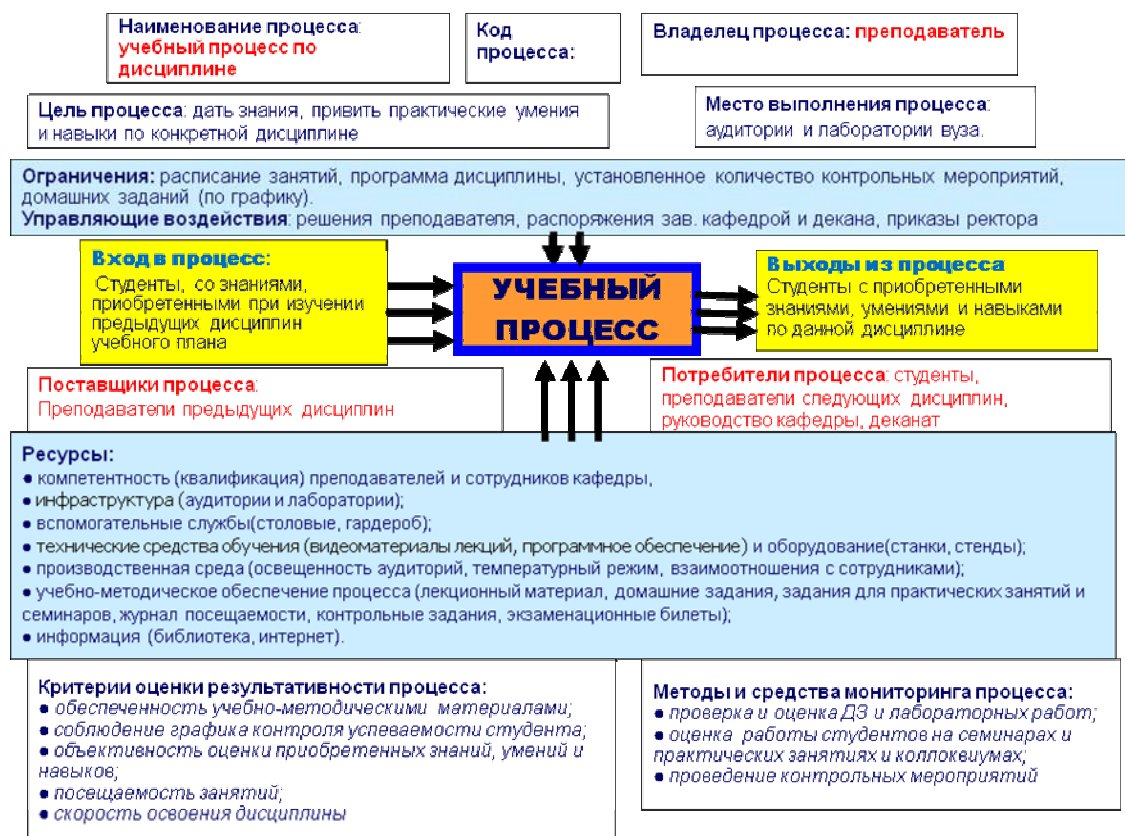 Наименование процесса:
учебный процесс по
дисциплине
Код
процесса:
Владелец процесса: преподаватель
Цель процесса: дать знания, привить практические умения
и навыки по конкретной дисциплине
Место выполнения процесса:
аудитории и лаборатории вуза.
Ограничения: расписание занятий, программа дисциплины, установленное количество контрольных мероприятий,
домашних заданий (по графику).
Управляющие воздействия: решения преподавателя, распоряжения зав. кафедрой и декана, приказы ректора
Вход в процесс:
Студенты, со знаниями,
приобретенными при изучении
предыдущих дисциплин
учебного плана
УЧЕБНЫЙ
ПРОЦЕСС
Выходы из процесса
Студенты с приобретенными
знаниями, умениями и навыками
по данной дисциплине
Поставщики процесса:
Преподаватели предыдущих дисциплин
Потребители процесса: студенты,
преподаватели следующих дисциплин,
руководство кафедры, деканат
Ресурсы:
● компетентность (квалификация) преподавателей и сотрудников кафедры,
● инфраструктура (аудитории и лаборатории);
● вспомогательные службы(столовые, гардероб);
● технические средства обучения (видеоматериалы лекций, программное обеспечение) и оборудование(станки, стенды);
● производственная среда (освещенность аудиторий, температурный режим, взаимоотношения с сотрудниками);
● учебно-методическое обеспечение процесса (лекционный материал, домашние задания, задания для практических занятий и
семинаров, журнал посещаемости, контрольные задания, экзаменационные билеты);
● информация (библиотека, интернет).
Критерии оценки результативности процесса:
● обеспеченность учебно-методическими материалами;
● соблюдение графика контроля успеваемости студента;
● объективность оценки приобретенных знаний, умений и
навыков;
● посещаемость занятий;
● скорость освоения дисциплины
Методы и средства мониторинга процесса:
● проверка и оценка ДЗ и лабораторных работ;
● оценка работы студентов на семинарах и
практических занятиях и коллоквиумах;
● проведение контрольных мероприятий